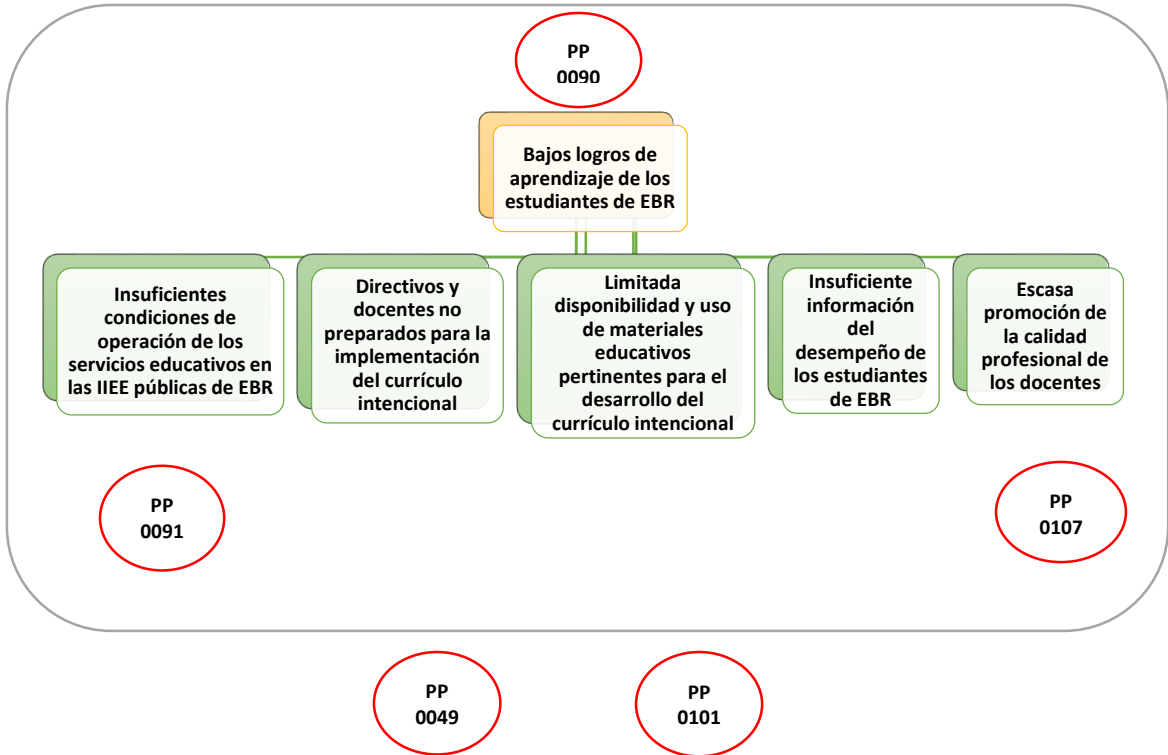 PP
0090
Bajos logros de
aprendizaje de los
estudiantes de EBR
Insuficientes
condiciones de
operación de los
servicios educativos en
las IIEE públicas de EBR
Directivos y
docentes no
preparados para la
implementación
del currículo
intencional
Limitada
disponibilidad y uso
de materiales
educativos
pertinentes para el
desarrollo del
currículo intencional
Insuficiente
información
del
desempeño de
los estudiantes
de EBR
Escasa
promoción de
la calidad
profesional de
los docentes
PP
0091
PP
0107
PP
0049
PP
0101